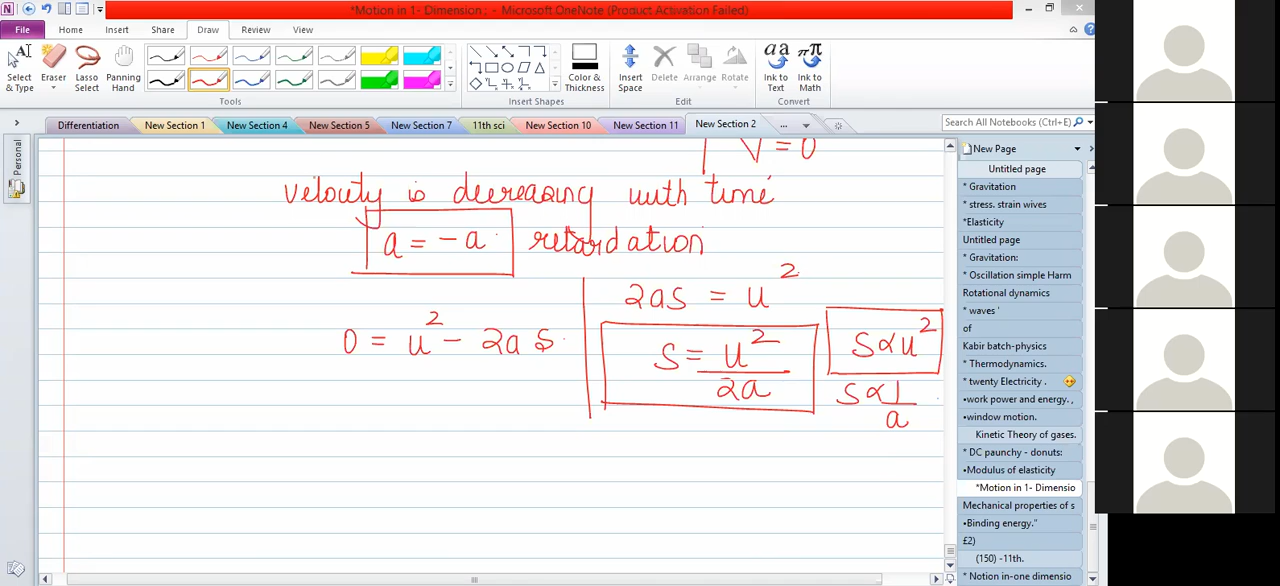 *Motion in 1- Dimension : - Microsoft OneNote (Product Activation Failed)
File Home Insert Share Draw Review View
Select & Type
Eraser
Lasso Select
Panning Hand
Color & Thickness
Insert Space
Delete
Arrange
Rotate
Ink to Text
Ink to Math
Tools
Insert Shapes
Edit
Convert
Differentiation New Section 1 New Section 4 New Section 5 New Section 7 11th sci New Section 10 New Section 11 New Section 2 ...
Search All Notebooks (Ctrl+E)
Personal
V = 0
velocity is decreasing with time
a = -a retardation
2as = u²
0 = u² - 2as
s = u²/2a
s ∝ u²
s ∝ 1/a
New Page
Untitled page
* Gravitation
* stress. strain wives
*Elasticity
Untitled page
* Gravitation:
* Oscillation simple Harm
Rotational dynamics
* waves '
of
Kabir batch-physics
* Thermodynamics.
* twenty Electricity .
•work power and energy. ,
•window motion.
Kinetic Theory of gases.
* DC paunchy - donuts:
•Modulus of elasticity
*Motion in 1- Dimensio
Mechanical properties of s
•Binding energy."
£2)
(150) -11th.
* Notion in-one dimensio